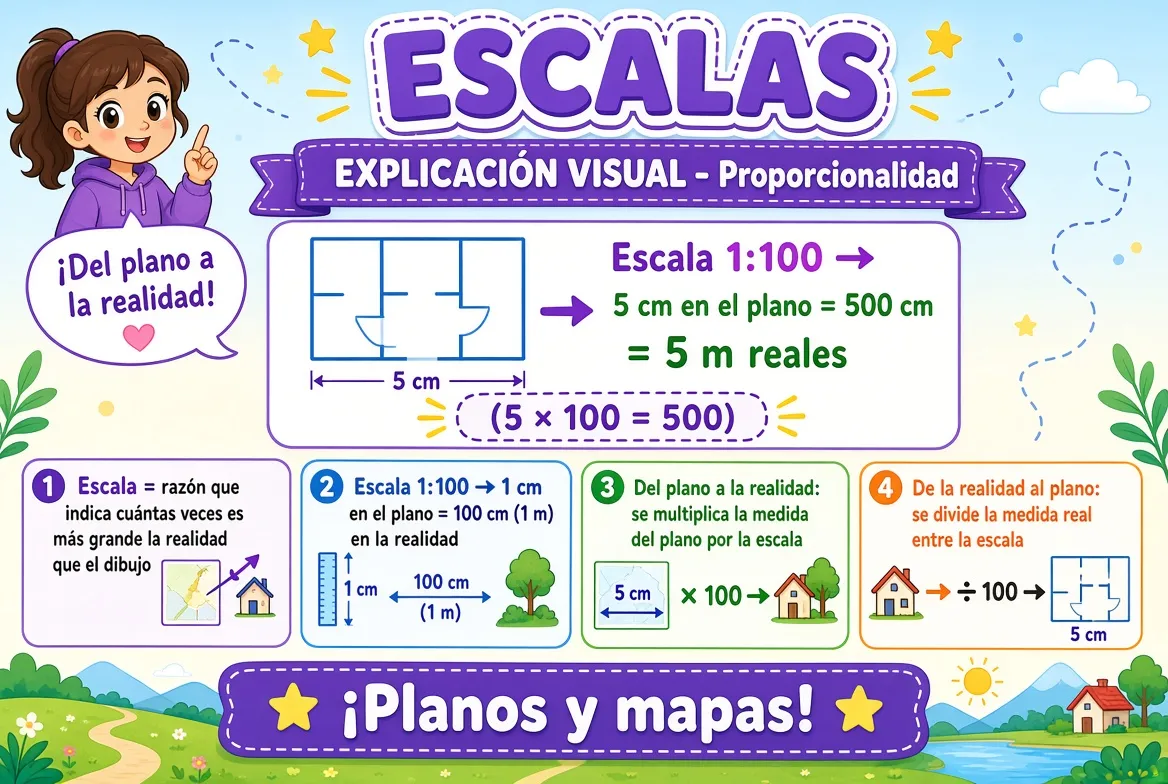 ESCALAS
EXPLICACIÓN VISUAL - Proporcionalidad
¡Del plano a
la realidad!
5 cm
Escala 1:100 →
5 cm en el plano = 500 cm
= 5 m reales
(5 × 100 = 500)
1 Escala = razón que
indica cuántas veces es
más grande la realidad
que el dibujo
2 Escala 1:100 → 1 cm
en el plano = 100 cm (1 m)
en la realidad
1 cm
100 cm
(1 m)
3 Del plano a la realidad:
se multiplica la medida
del plano por la escala
5 cm
× 100 →
4 De la realidad al plano:
se divide la medida real
entre la escala
→ ÷ 100 →
5 cm
¡Planos y mapas!